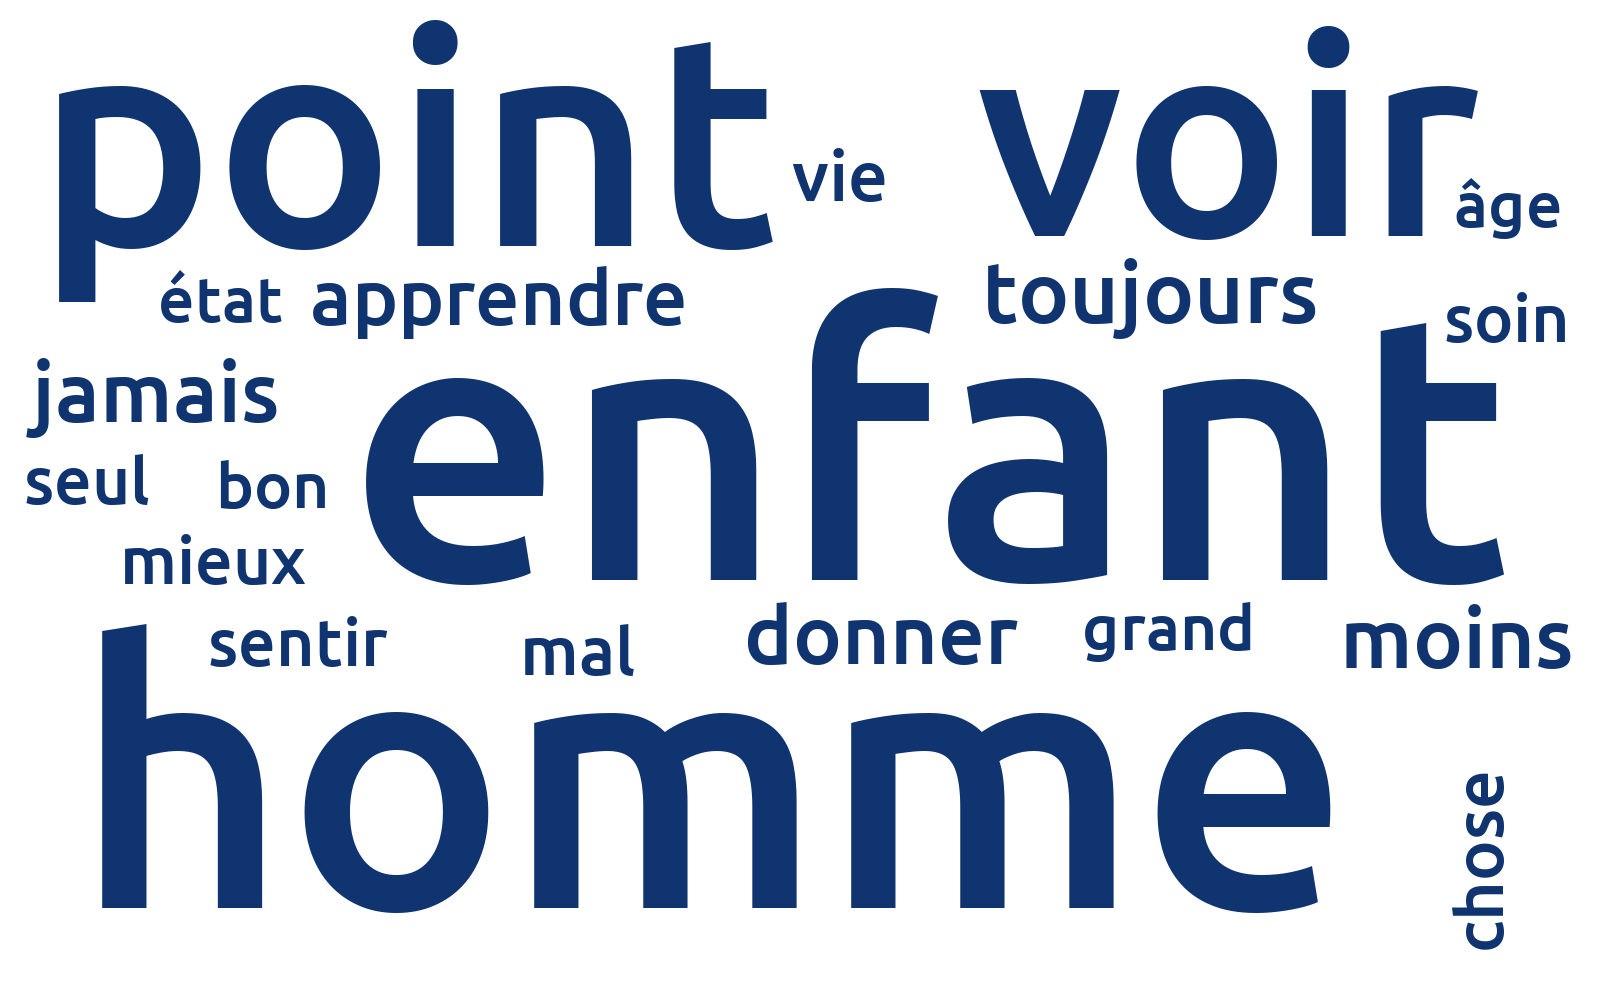 point voir
vie
âge
état apprendre toujours
soin
jamais
enfant
seul bon
mieux
sentir mal donner grand moins
homme
chose